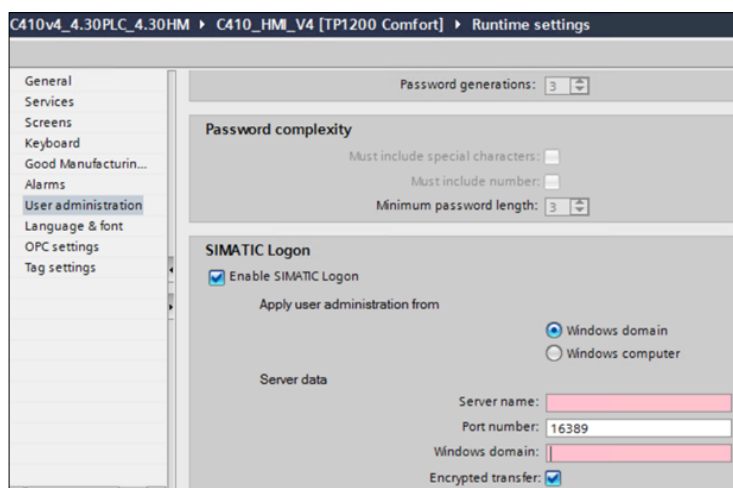 C410v4_4.30PLC_4.30HM ▸ C410_HMI_V4 [TP1200 Comfort] ▸ Runtime settings
General
Services
Screens
Keyboard
Good Manufacturin...
Alarms
User administration
Language & font
OPC settings
Tag settings
Password generations: 3
Password complexity
Must include special characters:
Must include number:
Minimum password length: 3
SIMATIC Logon
Enable SIMATIC Logon
Apply user administration from
Windows domain
Windows computer
Server data
Server name:
Port number: 16389
Windows domain:
Encrypted transfer: